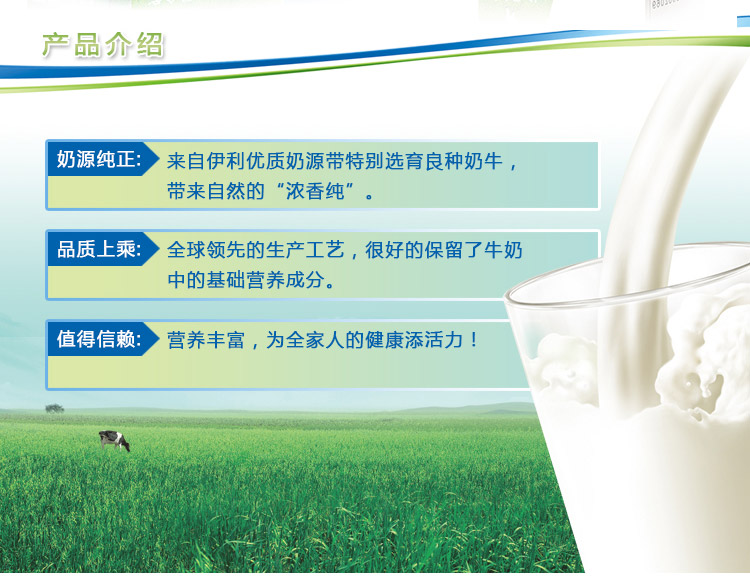 产品介绍
奶源纯正: 来自伊利优质奶源带特别选育良种奶牛，
带来自然的“浓香纯”。
品质上乘: 全球领先的生产工艺，很好的保留了牛奶
中的基础营养成分。
值得信赖: 营养丰富，为全家人的健康添活力！